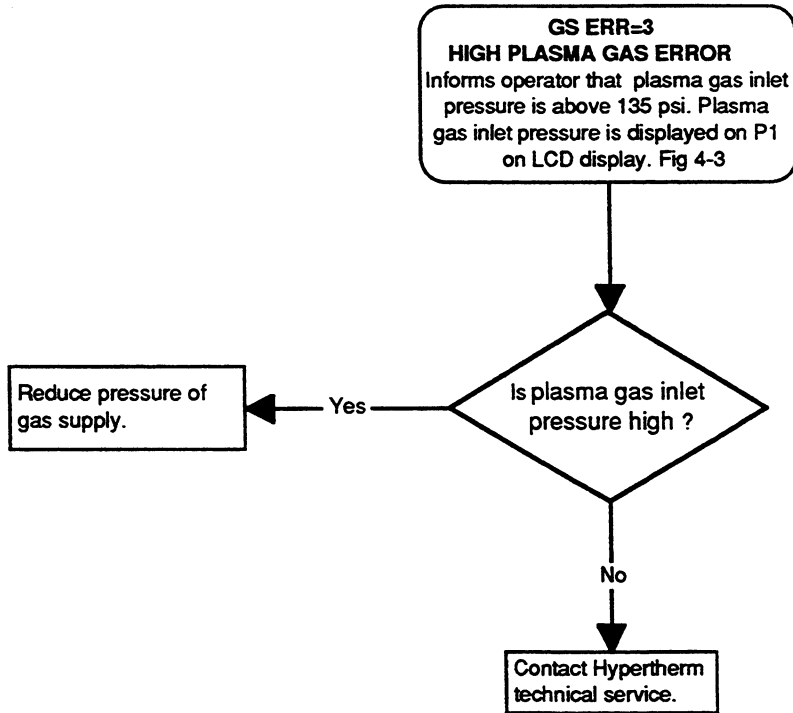 GS ERR=3
HIGH PLASMA GAS ERROR
Informs operator that plasma gas inlet
pressure is above 135 psi. Plasma
gas inlet pressure is displayed on P1
on LCD display. Fig 4-3
Is plasma gas inlet
pressure high ?
Yes
Reduce pressure of
gas supply.
No
Contact Hypertherm
technical service.